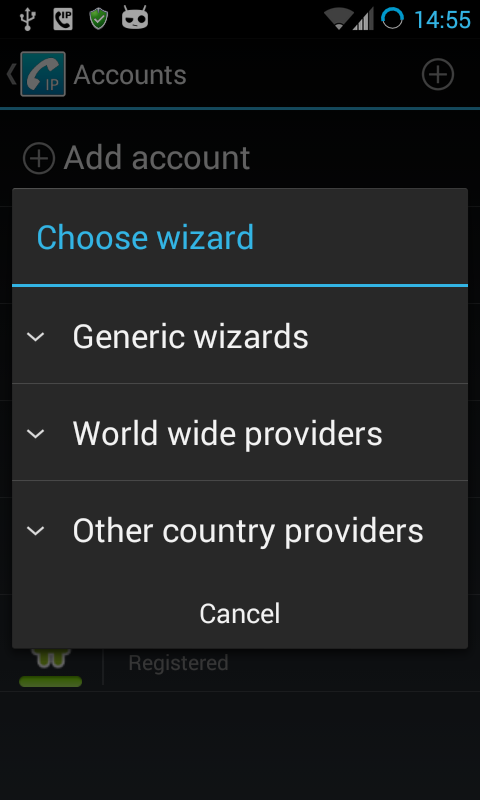 14:55
IP
Accounts
Add account
Choose wizard
Generic wizards
World wide providers
Other country providers
Cancel
Registered